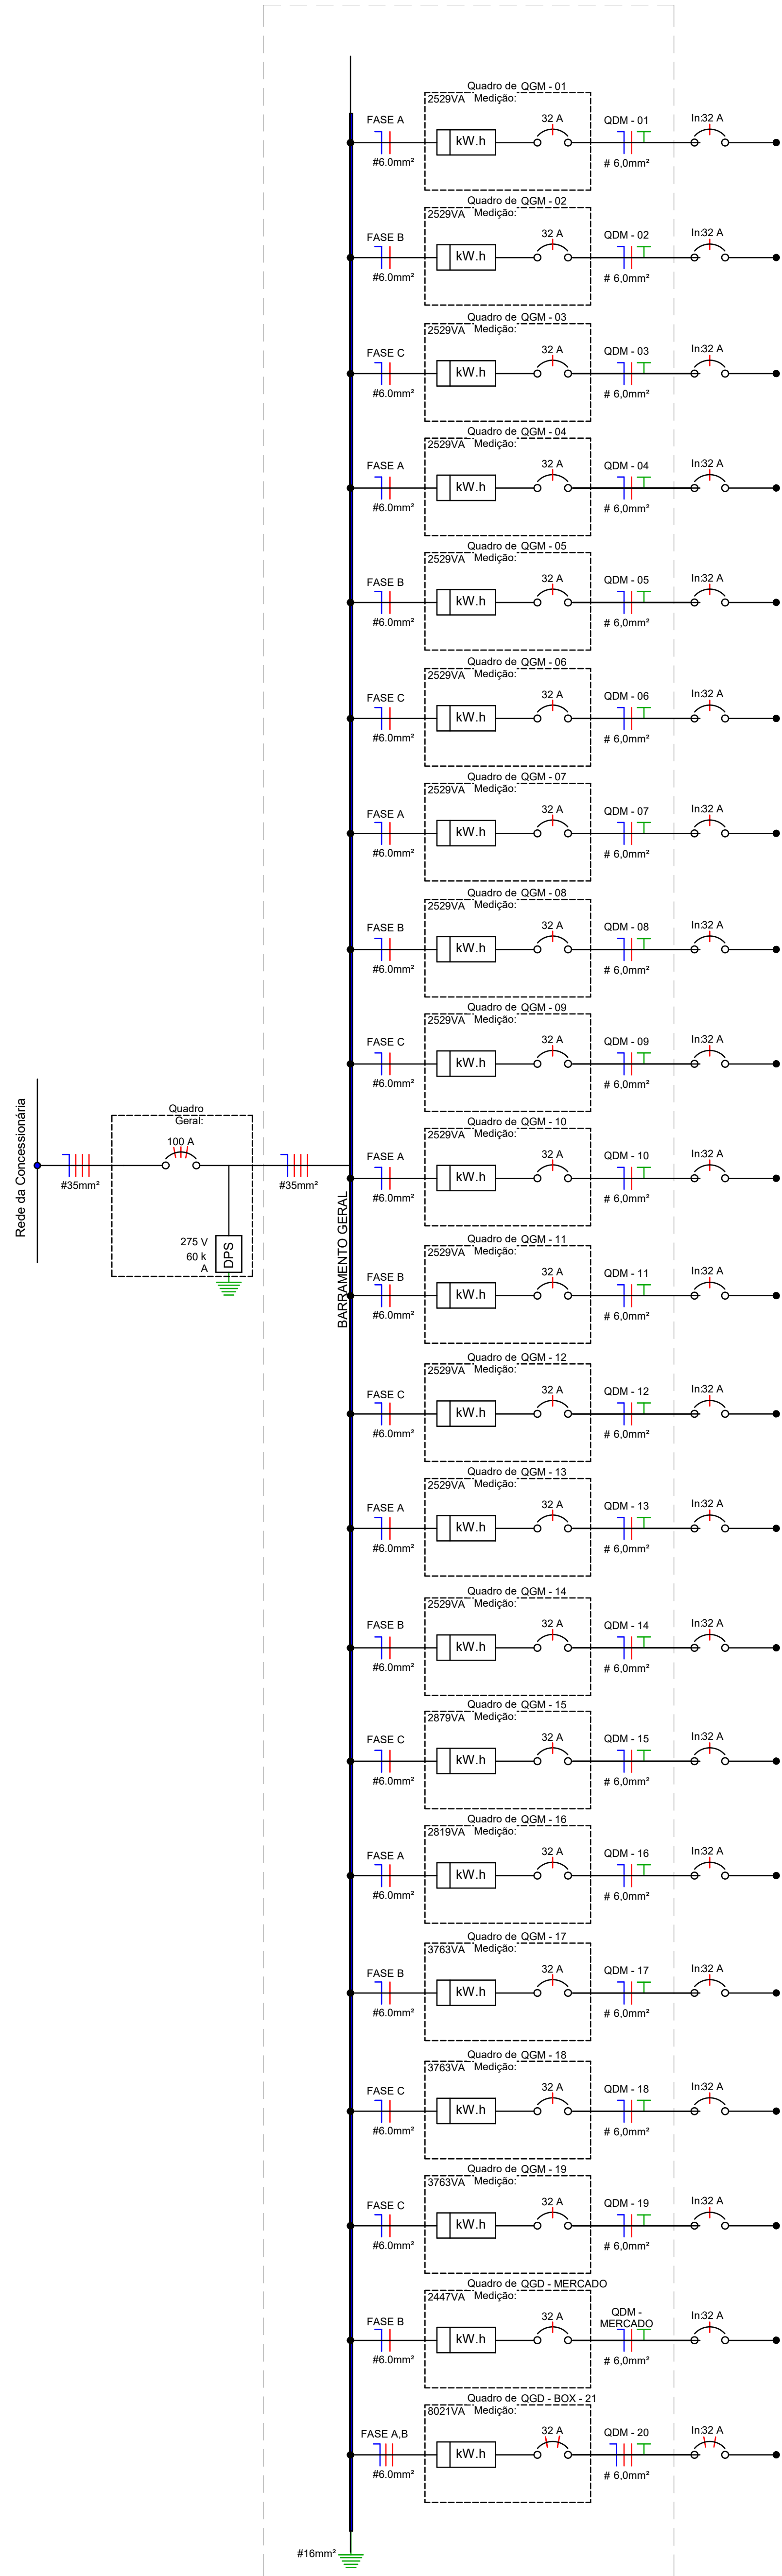 Quadro de QGM - 01
2529VA Medição:
FASE A
32 A
QDM - 01
In:32 A
kW.h
#6.0mm²
# 6,0mm²
Quadro de QGM - 02
2529VA Medição:
FASE B
32 A
QDM - 02
In:32 A
kW.h
#6.0mm²
# 6,0mm²
Quadro de QGM - 03
2529VA Medição:
FASE C
32 A
QDM - 03
In:32 A
kW.h
#6.0mm²
# 6,0mm²
Quadro de QGM - 04
2529VA Medição:
FASE A
32 A
QDM - 04
In:32 A
kW.h
#6.0mm²
# 6,0mm²
Quadro de QGM - 05
2529VA Medição:
FASE B
32 A
QDM - 05
In:32 A
kW.h
#6.0mm²
# 6,0mm²
Quadro de QGM - 06
2529VA Medição:
FASE C
32 A
QDM - 06
In:32 A
kW.h
#6.0mm²
# 6,0mm²
Quadro de QGM - 07
2529VA Medição:
FASE A
32 A
QDM - 07
In:32 A
kW.h
#6.0mm²
# 6,0mm²
Quadro de QGM - 08
2529VA Medição:
FASE B
32 A
QDM - 08
In:32 A
kW.h
#6.0mm²
# 6,0mm²
Quadro de QGM - 09
2529VA Medição:
FASE C
32 A
QDM - 09
In:32 A
kW.h
#6.0mm²
# 6,0mm²
Rede da Concessionária
Quadro
Geral:
100 A
#35mm²
#35mm²
275 V
60 k
A
DPS
BARRAMENTO GERAL
Quadro de QGM - 10
2529VA Medição:
FASE A
32 A
QDM - 10
In:32 A
kW.h
#6.0mm²
# 6,0mm²
Quadro de QGM - 11
2529VA Medição:
FASE B
32 A
QDM - 11
In:32 A
kW.h
#6.0mm²
# 6,0mm²
Quadro de QGM - 12
2529VA Medição:
FASE C
32 A
QDM - 12
In:32 A
kW.h
#6.0mm²
# 6,0mm²
Quadro de QGM - 13
2529VA Medição:
FASE A
32 A
QDM - 13
In:32 A
kW.h
#6.0mm²
# 6,0mm²
Quadro de QGM - 14
2529VA Medição:
FASE B
32 A
QDM - 14
In:32 A
kW.h
#6.0mm²
# 6,0mm²
Quadro de QGM - 15
2879VA Medição:
FASE C
32 A
QDM - 15
In:32 A
kW.h
#6.0mm²
# 6,0mm²
Quadro de QGM - 16
2819VA Medição:
FASE A
32 A
QDM - 16
In:32 A
kW.h
#6.0mm²
# 6,0mm²
Quadro de QGM - 17
3763VA Medição:
FASE B
32 A
QDM - 17
In:32 A
kW.h
#6.0mm²
# 6,0mm²
Quadro de QGM - 18
3763VA Medição:
FASE C
32 A
QDM - 18
In:32 A
kW.h
#6.0mm²
# 6,0mm²
Quadro de QGM - 19
3763VA Medição:
FASE C
32 A
QDM - 19
In:32 A
kW.h
#6.0mm²
# 6,0mm²
Quadro de QGD - MERCADO
2447VA Medição:
FASE B
32 A
QDM -
MERCADO
In:32 A
kW.h
#6.0mm²
# 6,0mm²
Quadro de QGD - BOX - 21
8021VA Medição:
FASE A,B
32 A
QDM - 20
In:32 A
kW.h
#6.0mm²
# 6,0mm²
#16mm²